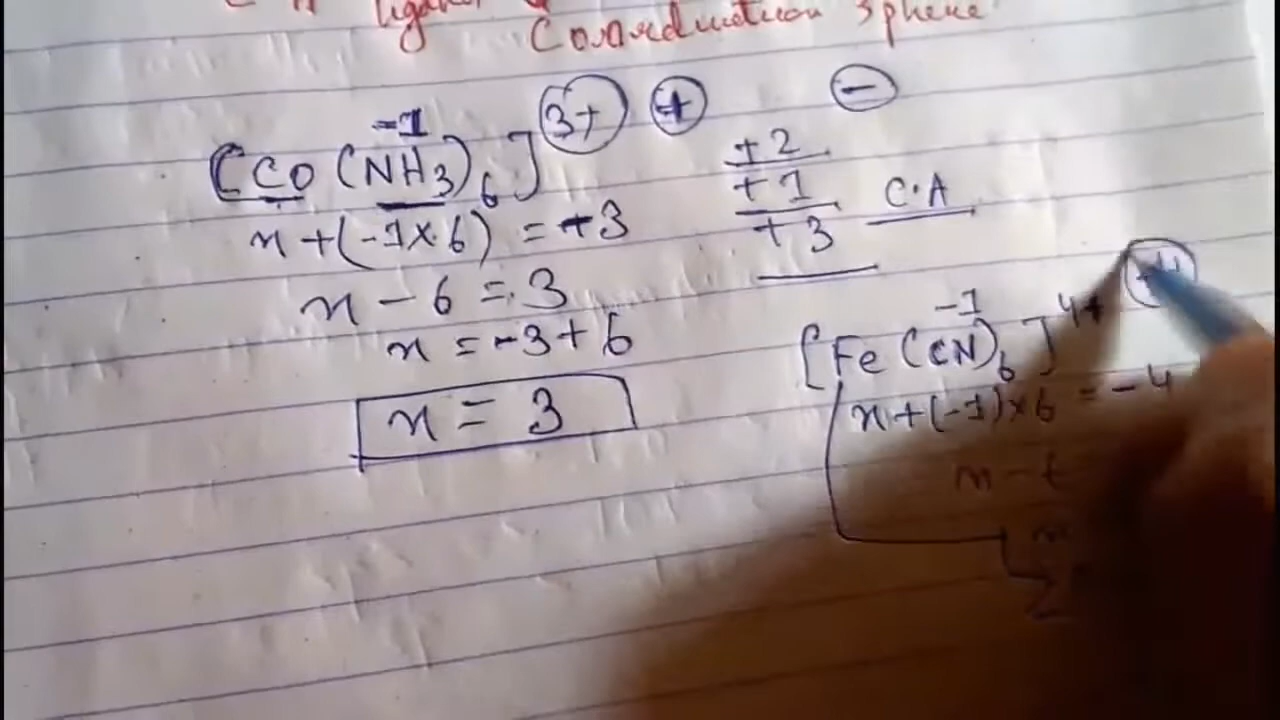 ligand
Coordination Sphere
-1
[CO (NH3)6]3+ +
x + (-1×6) = +3
x - 6 = 3
x = -3+6
x = 3
-
+2
+1
+3
C.A
-1
[Fe (CN)6]4+
x+(-1)×6 = -4